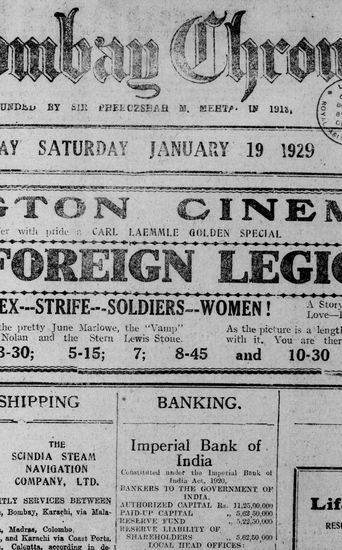 ombay Chron
OUNDED BY SIR PHEROZSHAH M. MEHTA IN 1913,
AY SATURDAY JANUARY 19 1929
GTON CINEM
er with pride a CARL LAEMMLE GOLDEN SPECIAL
FOREIGN LEGIO
EX---STRIFE---SOLDIERS---WOMEN!
A Story
Love—
the pretty June Marlowe, the "Vamp"
Nolan and the Stern Lewis Stone.
As the picture is a length
with it. You are ther
3-30; 5-15; 7; 8-45 and 10-30
SHIPPING
THE
SCINDIA STEAM
NAVIGATION
COMPANY, LTD.
TLY SERVICES BETWEEN
Bombay, Karachi, via Mala-
Madras, Colombo,
and Karachi via Coast Ports.
Calcutta, according in de-
BANKING.
Imperial Bank of
India
Constituted under the Imperial Bank of
India Act, 1920.
BANKERS TO THE GOVERNMENT OF
INDIA.
AUTHORIZED CAPITAL Rs. 11,25,00,000
PAID-UP CAPITAL .. 5,62,50,000
RESERVE FUND .. 5,22,50,000
RESERVE LIABILITY OF
SHAREHOLDERS .. 5,62,50,000
LOCAL HEAD OFFICES:
Life
RES